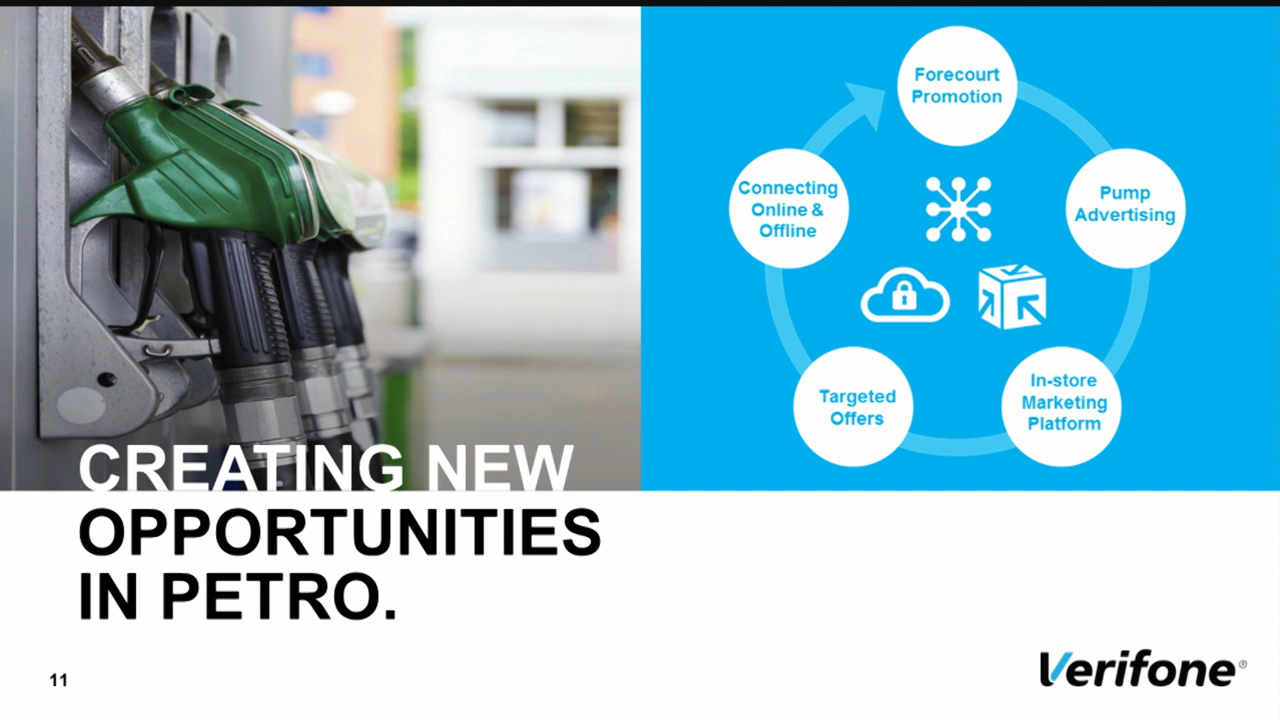 Forecourt
Promotion
Pump
Advertising
In-store
Marketing
Platform
Targeted
Offers
Connecting
Online &
Offline
CREATING NEW
OPPORTUNITIES
IN PETRO.
11
Verifone®